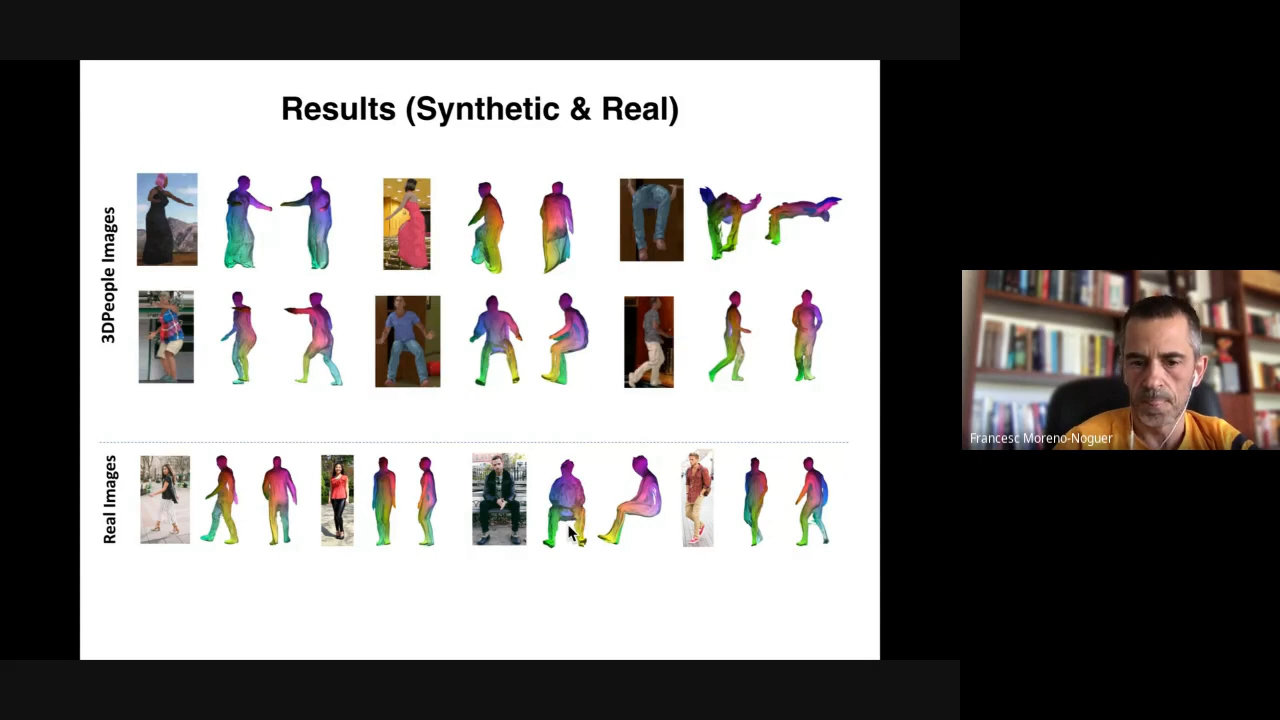 Results (Synthetic & Real)
3DPeople Images
Real Images
Francesc Moreno-Noguer